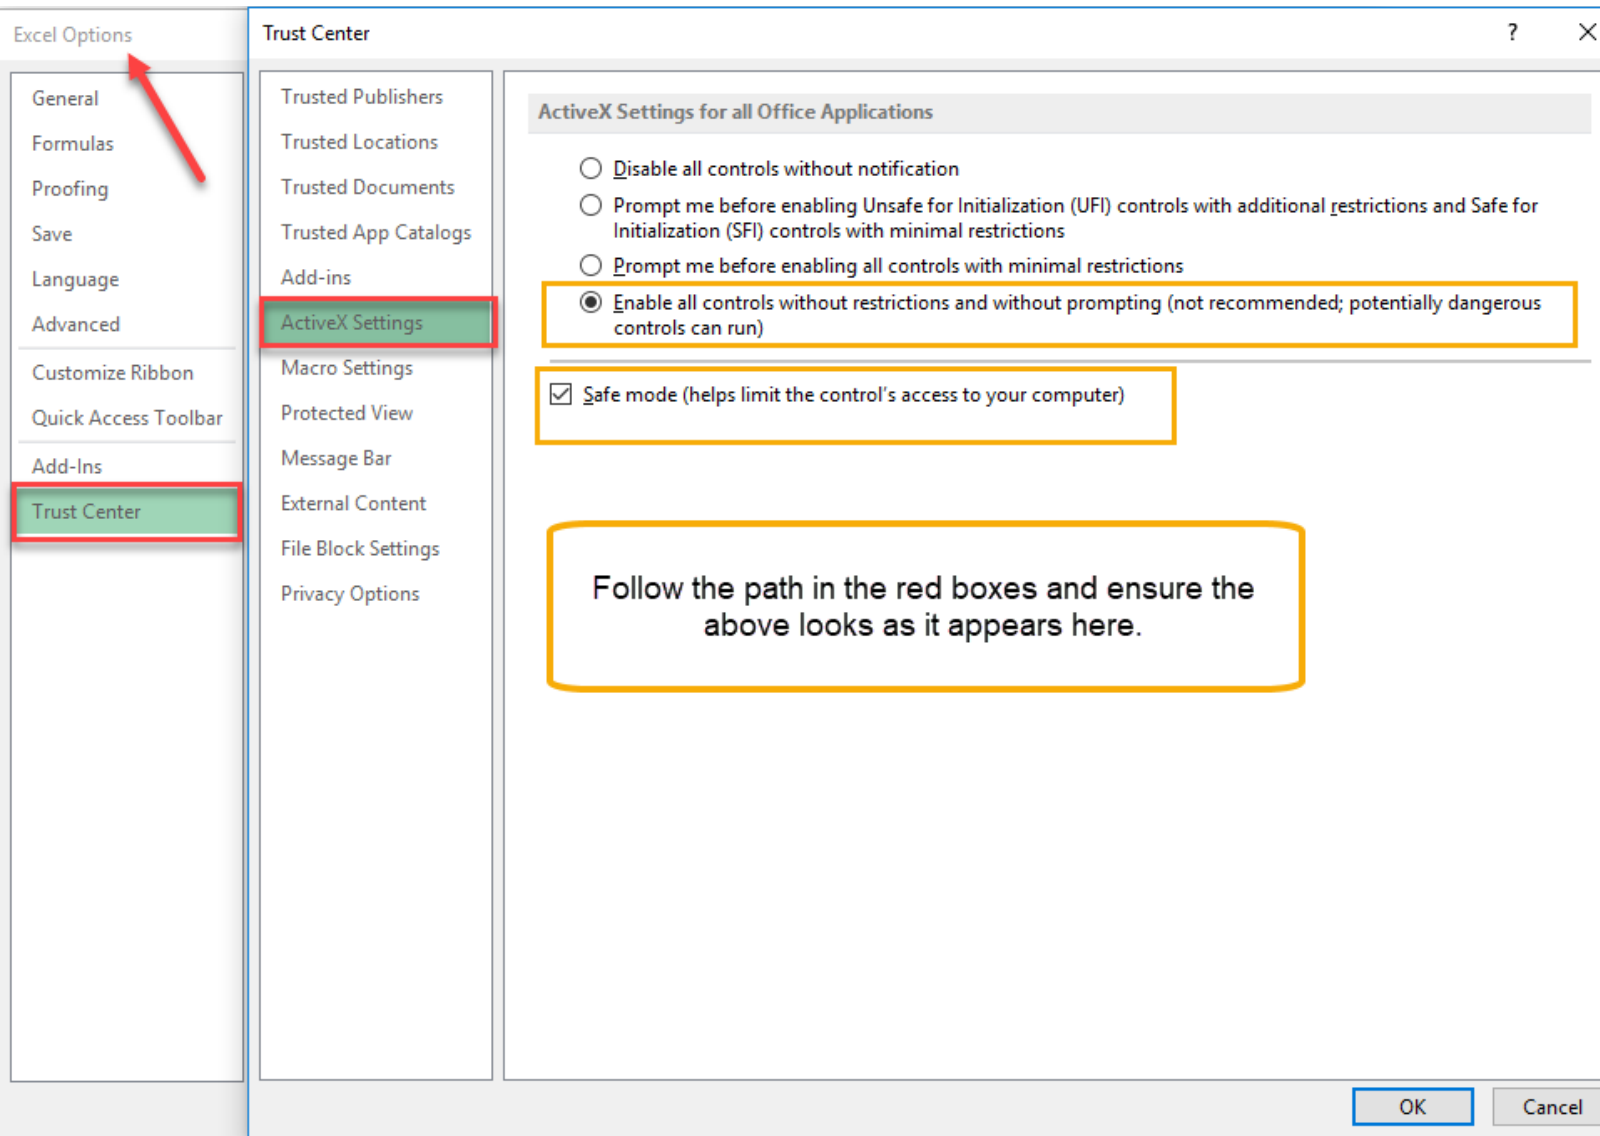 Excel Options
General
Formulas
Proofing
Save
Language
Advanced
Customize Ribbon
Quick Access Toolbar
Add-Ins
Trust Center
Trust Center
?
Trusted Publishers
Trusted Locations
Trusted Documents
Trusted App Catalogs
Add-ins
ActiveX Settings
Macro Settings
Protected View
Message Bar
External Content
File Block Settings
Privacy Options
ActiveX Settings for all Office Applications
Disable all controls without notification
Prompt me before enabling Unsafe for Initialization (UFI) controls with additional restrictions and Safe for
Initialization (SFI) controls with minimal restrictions
Prompt me before enabling all controls with minimal restrictions
Enable all controls without restrictions and without prompting (not recommended; potentially dangerous
controls can run)
Safe mode (helps limit the control's access to your computer)
Follow the path in the red boxes and ensure the
above looks as it appears here.
OK
Cancel